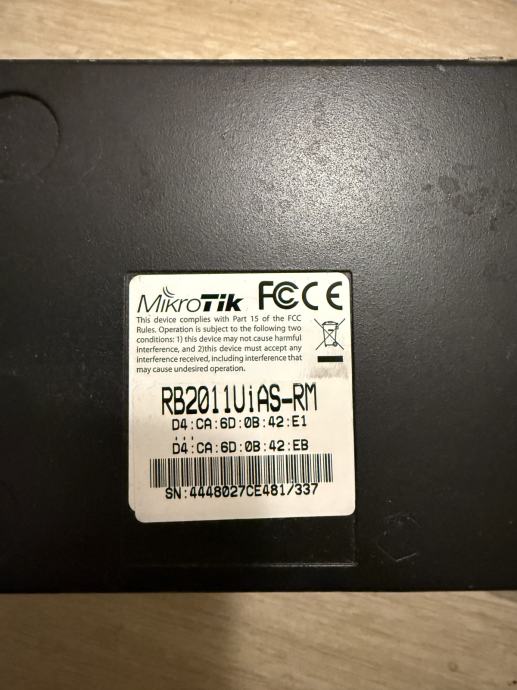 MikroTik FC CE
This device complies with Part 15 of the FCC
Rules. Operation is subject to the following two
conditions: 1) this device may not cause harmful
interference, and 2)this device must accept any
interference received, including interference that
may cause undesired operation.
RB2011UiAS-RM
D4:CA:6D:0B:42:E1
...
D4:CA:6D:0B:42:EB
SN:4448027CE481/337